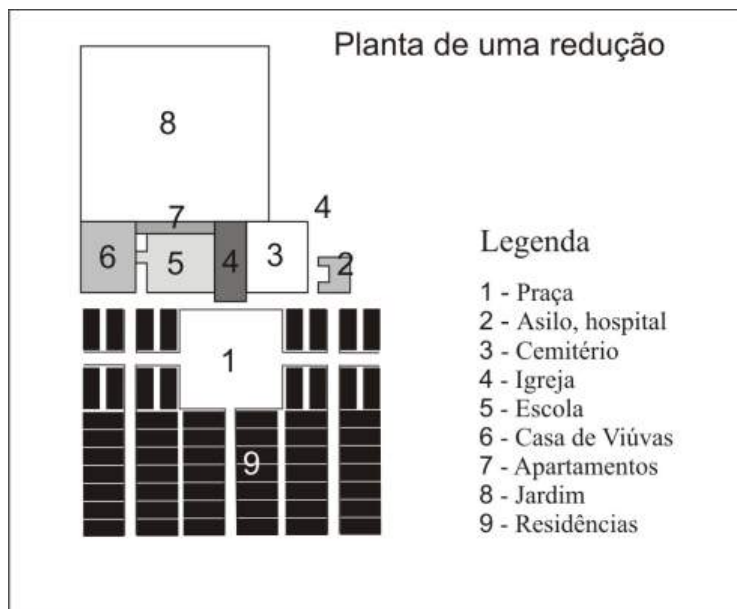 Planta de uma redução
8
4
7
6
5
4
3
2
1
9
Legenda
1 - Praça
2 - Asilo, hospital
3 - Cemitério
4 - Igreja
5 - Escola
6 - Casa de Viúvas
7 - Apartamentos
8 - Jardim
9 - Residências